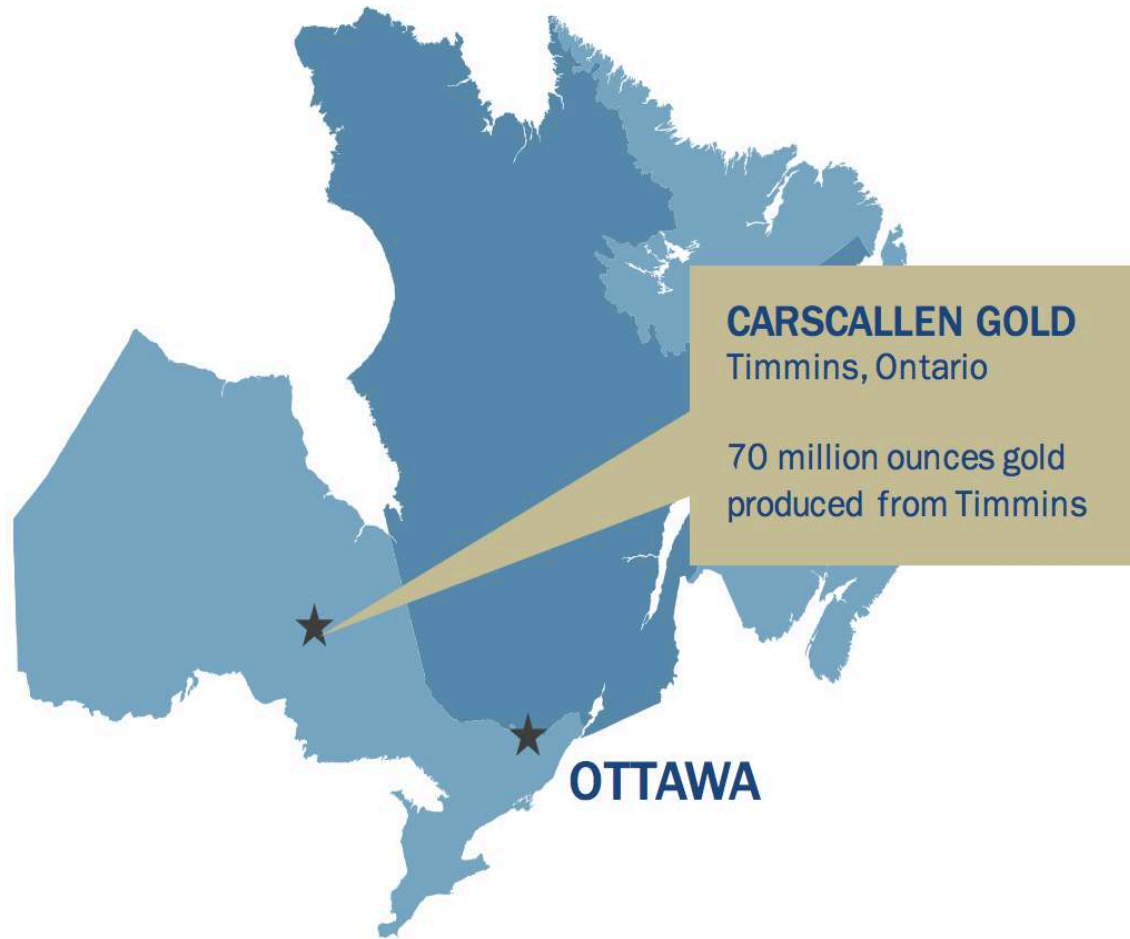 CARSCALLEN GOLD
Timmins, Ontario
70 million ounces gold
produced from Timmins
OTTAWA